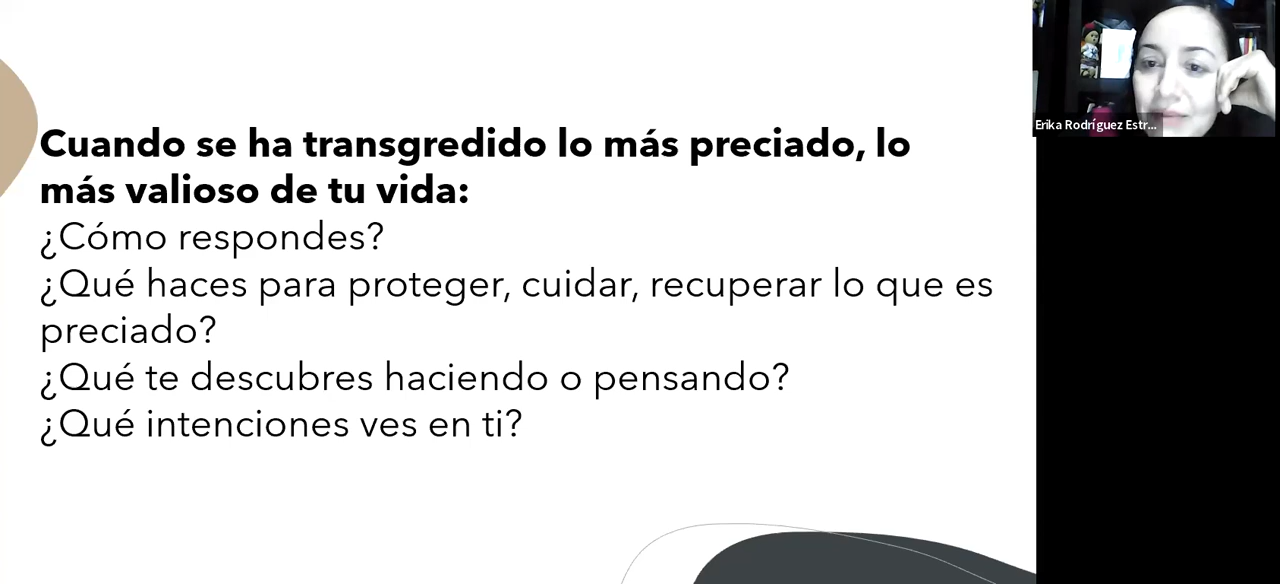 Cuando se ha transgredido lo más preciado, lo
más valioso de tu vida:
¿Cómo respondes?
¿Qué haces para proteger, cuidar, recuperar lo que es
preciado?
¿Qué te descubres haciendo o pensando?
¿Qué intenciones ves en ti?
Erika Rodríguez Estr...